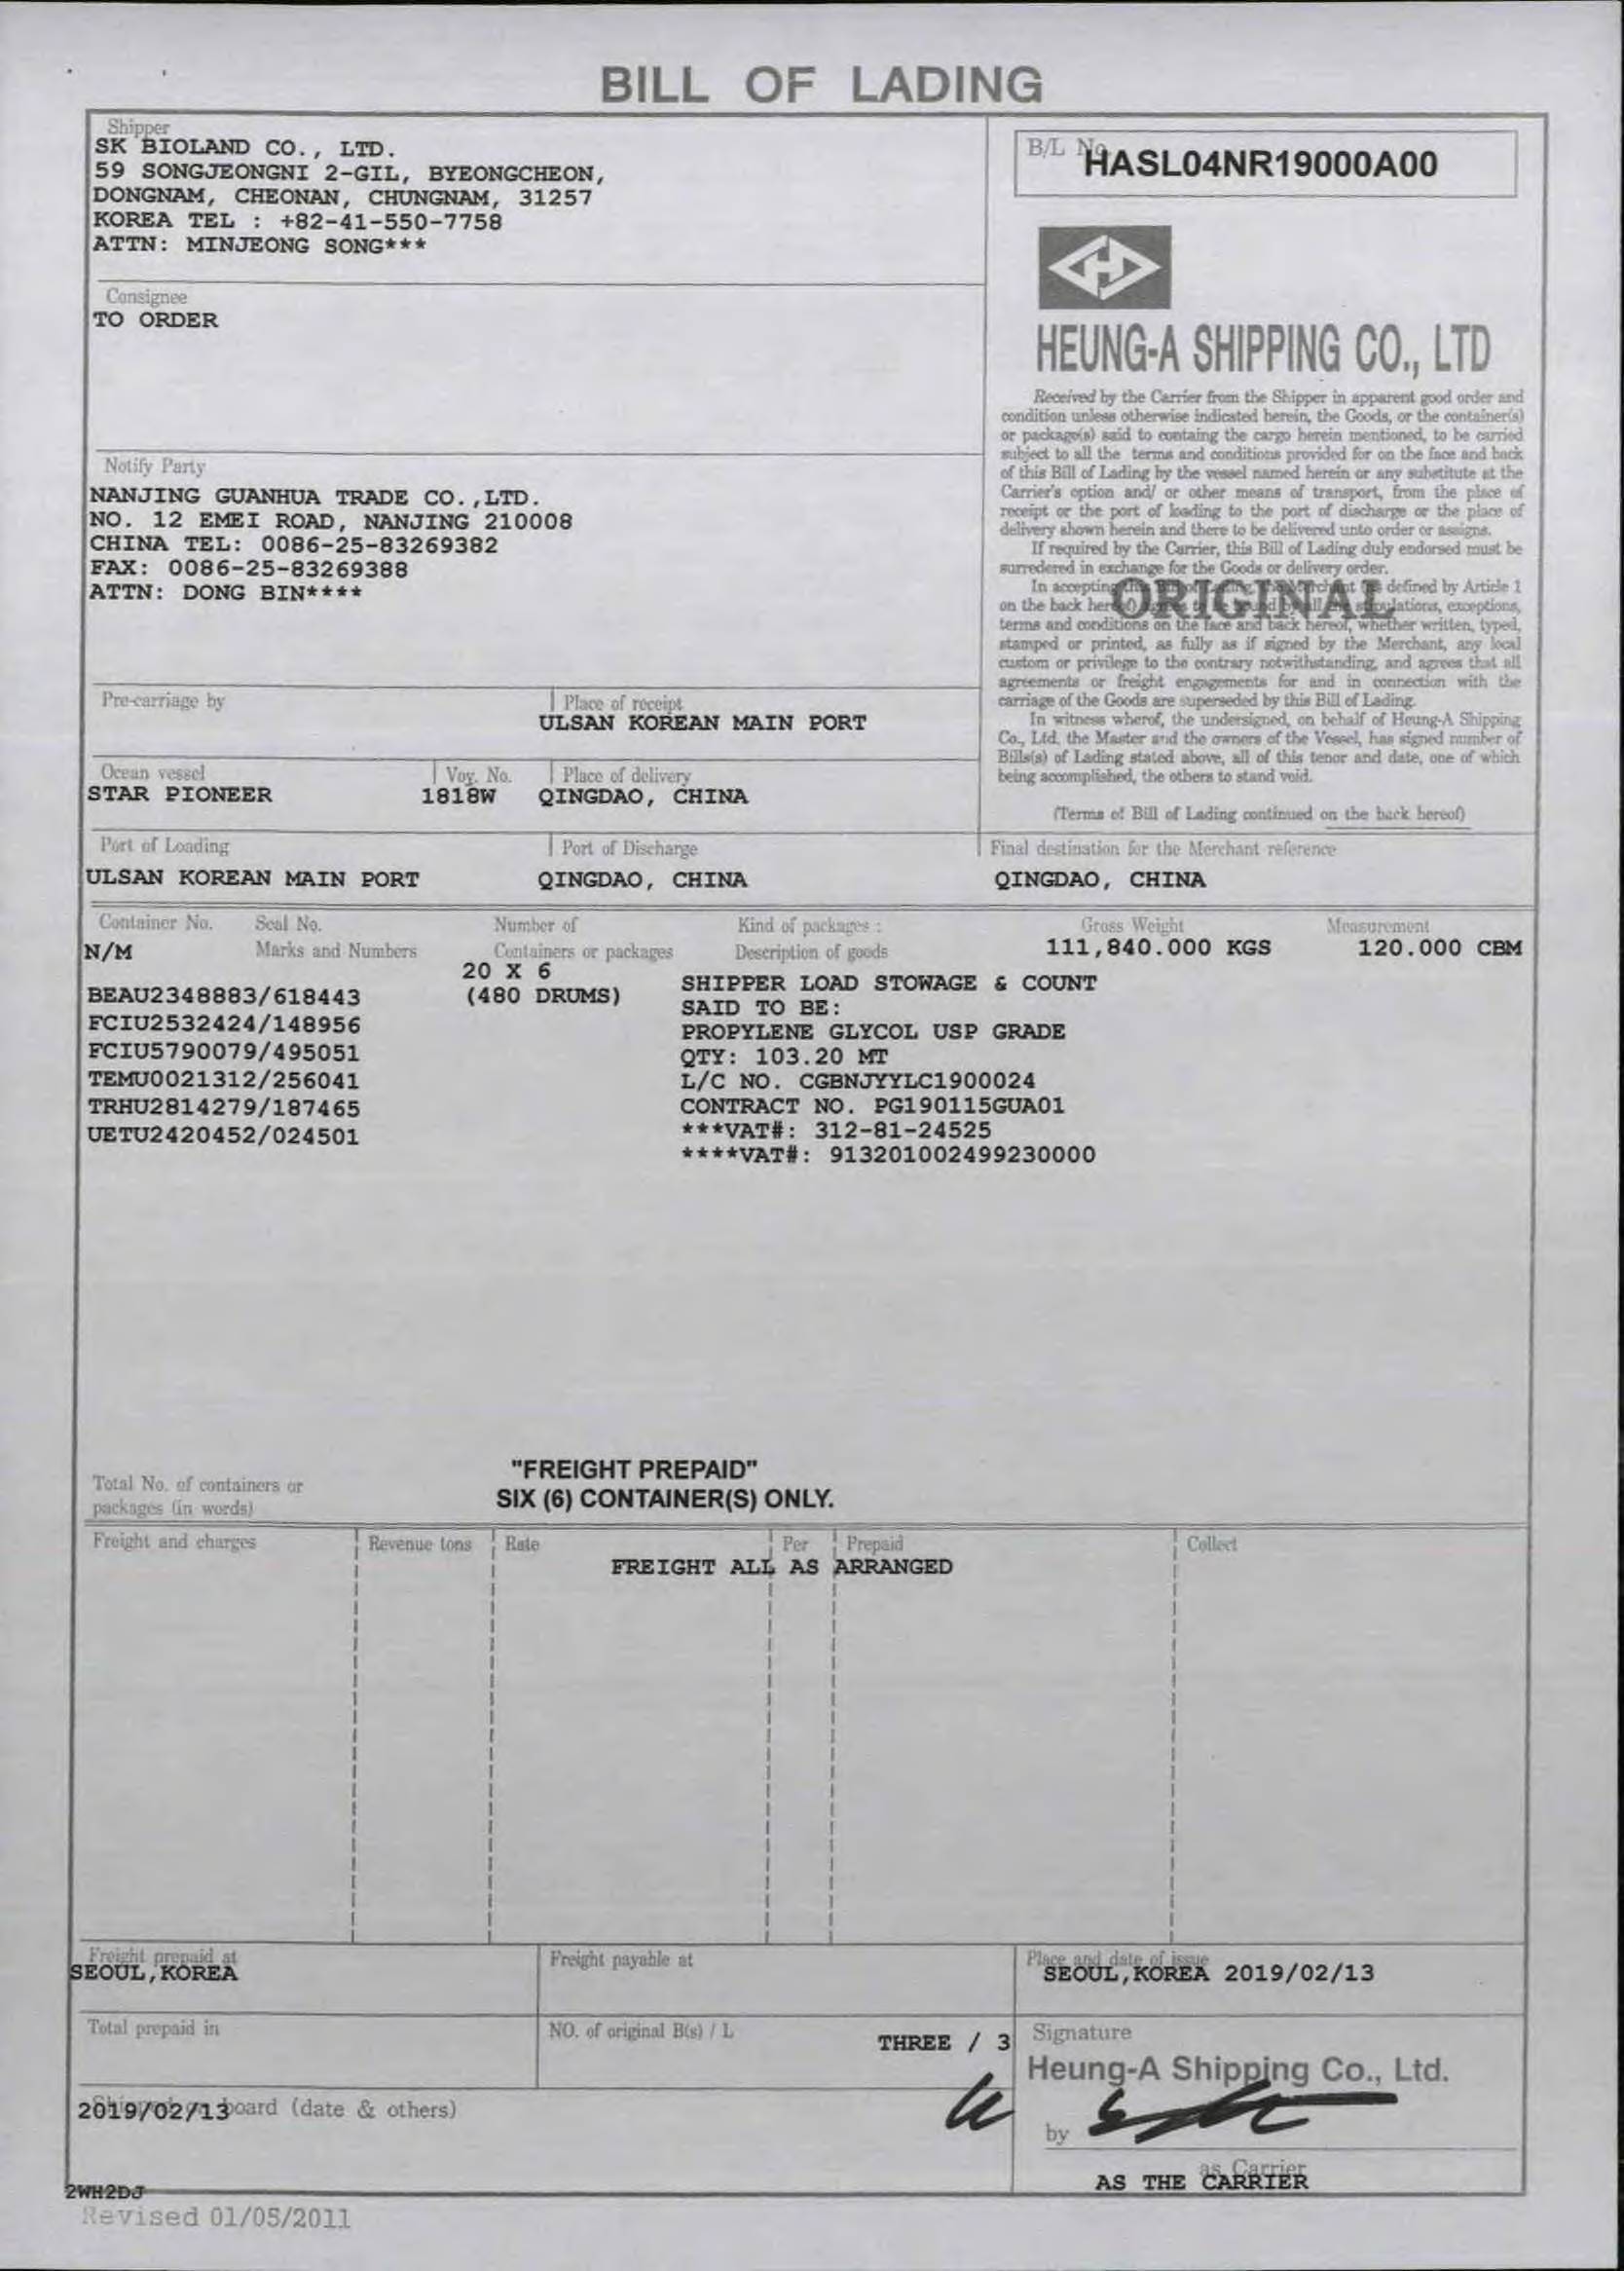 BILL OF LADING
Shipper
SK BIOLAND CO., LTD.
59 SONGJEONGNI 2-GIL, BYEONGCHEON,
DONGNAM, CHEONAN, CHUNGNAM, 31257
KOREA TEL : +82-41-550-7758
ATTN: MINJEONG SONG***
B/L No.
HASL04NR19000A00
Consignee
TO ORDER
HEUNG-A SHIPPING CO., LTD
Received by the Carrier from the Shipper in apparent good order and
condition unless otherwise indicated herein, the Goods, or the container(s)
or package(s) said to containg the cargo herein mentioned, to be carried
subject to all the terms and conditions provided for on the face and back
of this Bill of Lading by the vessel named herein or any substitute at the
Carrier's option and/ or other means of transport, from the place of
receipt or the port of loading to the port of discharge or the place of
delivery shown herein and there to be delivered unto order or assigns.
If required by the Carrier, this Bill of Lading duly endorsed must be
surredered in exchange for the Goods or delivery order.
In accepting defined by Article 1
on the back exceptions,
terms and conditions on the face and back hereof, whether written, typed,
stamped or printed, as fully as if signed by the Merchant, any local
custom or privilege to the contrary notwithstanding, and agrees that all
agreements or freight engagements for and in connection with the
carriage of the Goods are superseded by this Bill of Lading.
In witness wherof, the undersigned, on behalf of Heung-A Shipping
Co., Ltd, the Master and the owners of the Vessel, has signed number of
Bills(s) of Lading stated above, all of this tenor and date, one of which
being accomplished, the others to stand void.
(Terms of Bill of Lading continued on the back hereof)
ORIGINAL
Notify Party
NANJING GUANHUA TRADE CO.,LTD.
NO. 12 EMEI ROAD, NANJING 210008
CHINA TEL: 0086-25-83269382
FAX: 0086-25-83269388
ATTN: DONG BIN****
Pre-carriage by
Place of receipt
ULSAN KOREAN MAIN PORT
Ocean vessel Voy. No. Place of delivery
STAR PIONEER 1818W QINGDAO, CHINA
Port of Loading Port of Discharge Final destination for the Merchant reference
ULSAN KOREAN MAIN PORT QINGDAO, CHINA QINGDAO, CHINA
Container No. Seal No. Number of Kind of packages : Gross Weight Measurement
N/M Marks and Numbers Containers or packages Description of goods 111,840.000 KGS 120.000 CBM
20 X 6
(480 DRUMS)
BEAU2348883/618443
FCIU2532424/148956
FCIU5790079/495051
TEMU0021312/256041
TRHU2814279/187465
UETU2420452/024501
SHIPPER LOAD STOWAGE & COUNT
SAID TO BE:
PROPYLENE GLYCOL USP GRADE
QTY: 103.20 MT
L/C NO. CGBNJYYLC1900024
CONTRACT NO. PG190115GUA01
***VAT#: 312-81-24525
****VAT#: 913201002499230000
"FREIGHT PREPAID"
Total No. of containers or
packages (in words)
SIX (6) CONTAINER(S) ONLY.
Freight and charges Revenue tons Rate Per Prepaid Collect
FREIGHT ALL AS ARRANGED
Freight prepaid at
SEOUL,KOREA
Freight payable at
Place and date of issue
SEOUL,KOREA 2019/02/13
Total prepaid in
NO. of original B(s) / L
THREE / 3
Signature
Heung-A Shipping Co., Ltd.
board (date & others)
2019/02/13
by
as Carrier
AS THE CARRIER
2WH2DJ
Revised 01/05/2011